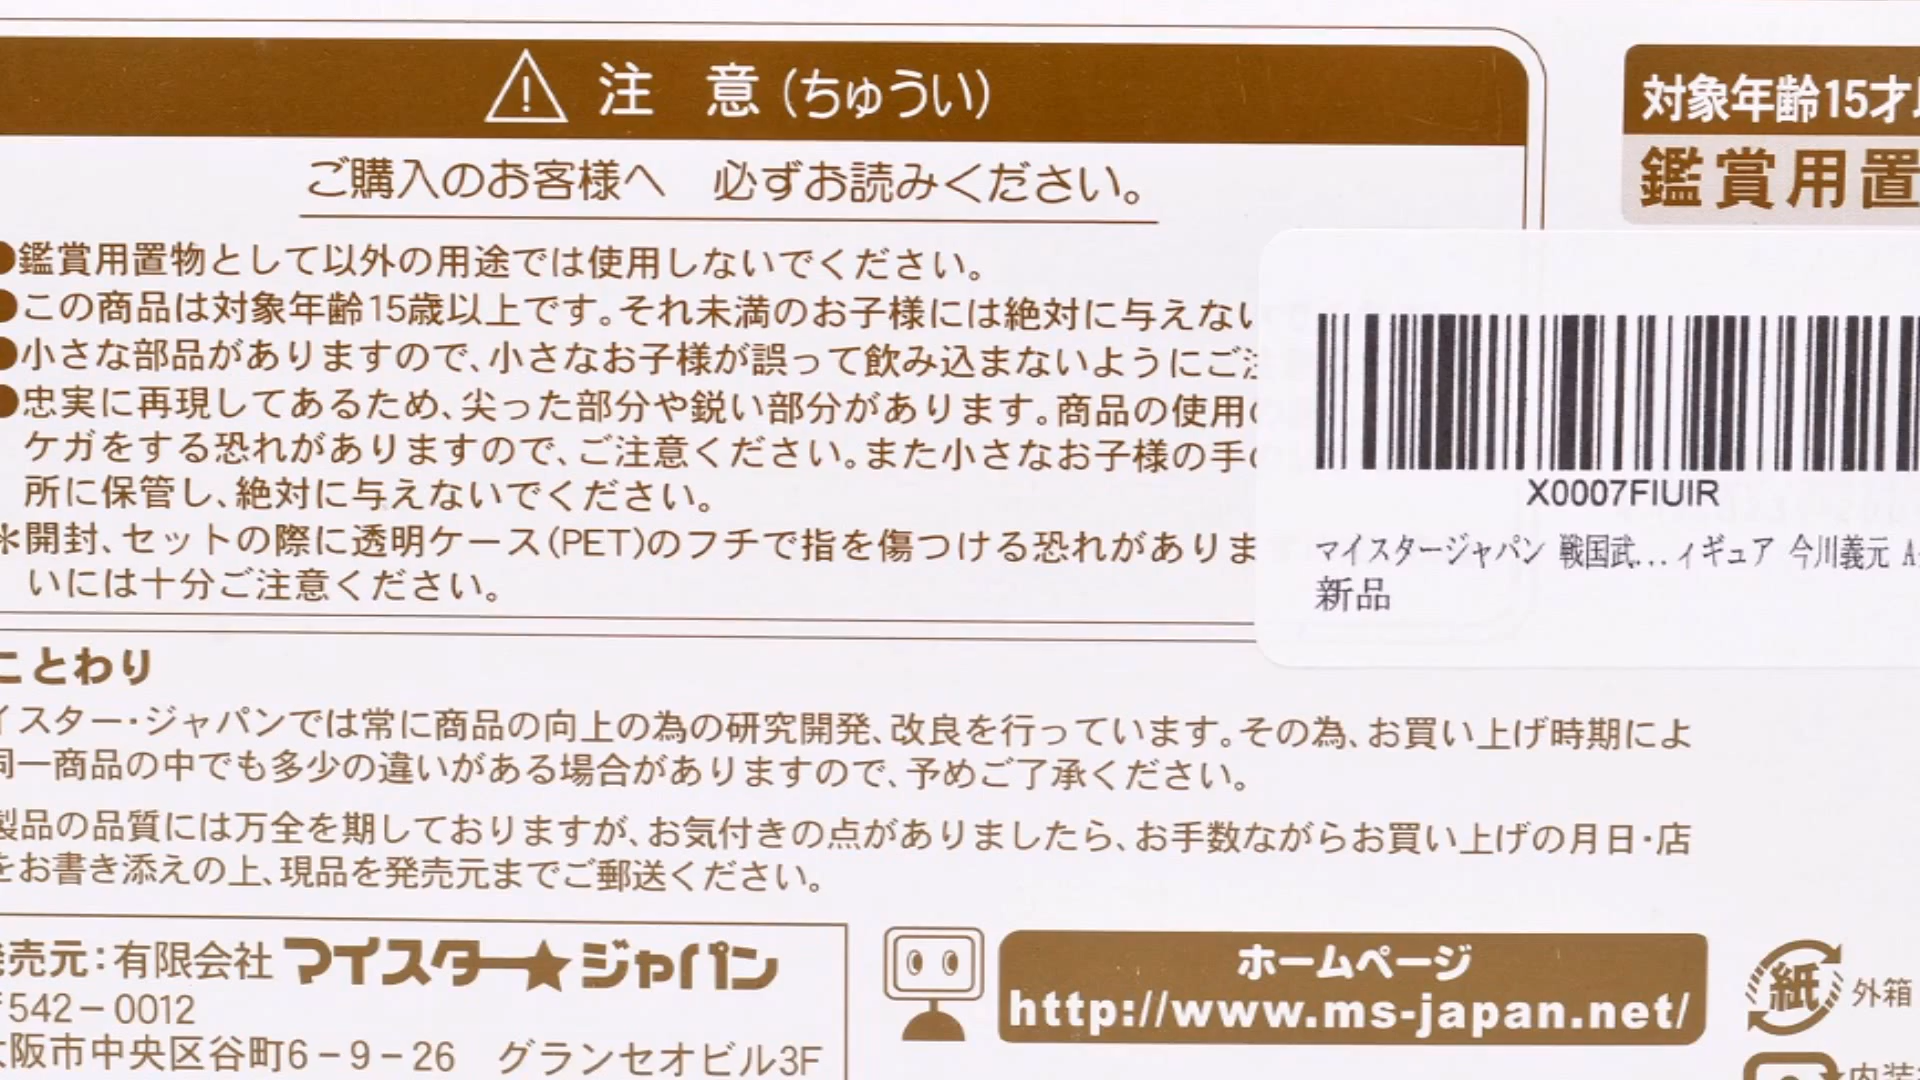 注 意(ちゅうい)
ご購入のお客様へ 必ずお読みください。
●鑑賞用置物として以外の用途では使用しないでください。
●この商品は対象年齢15歳以上です。それ未満のお子様には絶対に与えない
●小さな部品がありますので、小さなお子様が誤って飲み込まないようにご注
●忠実に再現してあるため、尖った部分や鋭い部分があります。商品の使用
ケガをする恐れがありますので、ご注意ください。また小さなお子様の手
所に保管し、絶対に与えないでください。
※開封、セットの際に透明ケース(PET)のフチで指を傷つける恐れがありま
いには十分ご注意ください。
対象年齢15才
鑑賞用置
X0007FIUIR
マイスタージャパン 戦国武...ィギュア 今川義元 A
新品
ことわり
イスター・ジャパンでは常に商品の向上の為の研究開発、改良を行っています。その為、お買い上げ時期によ
同一商品の中でも多少の違いがある場合がありますので、予めご了承ください。
製品の品質には万全を期しておりますが、お気付きの点がありましたら、お手数ながらお買い上げの月日・店
をお書き添えの上、現品を発売元までご郵送ください。
発売元:有限会社 マイスター★ジャパン
〒542-0012
大阪市中央区谷町6-9-26 グランセオビル3F
ホームページ
http://www.ms-japan.net/
紙 外箱
内装